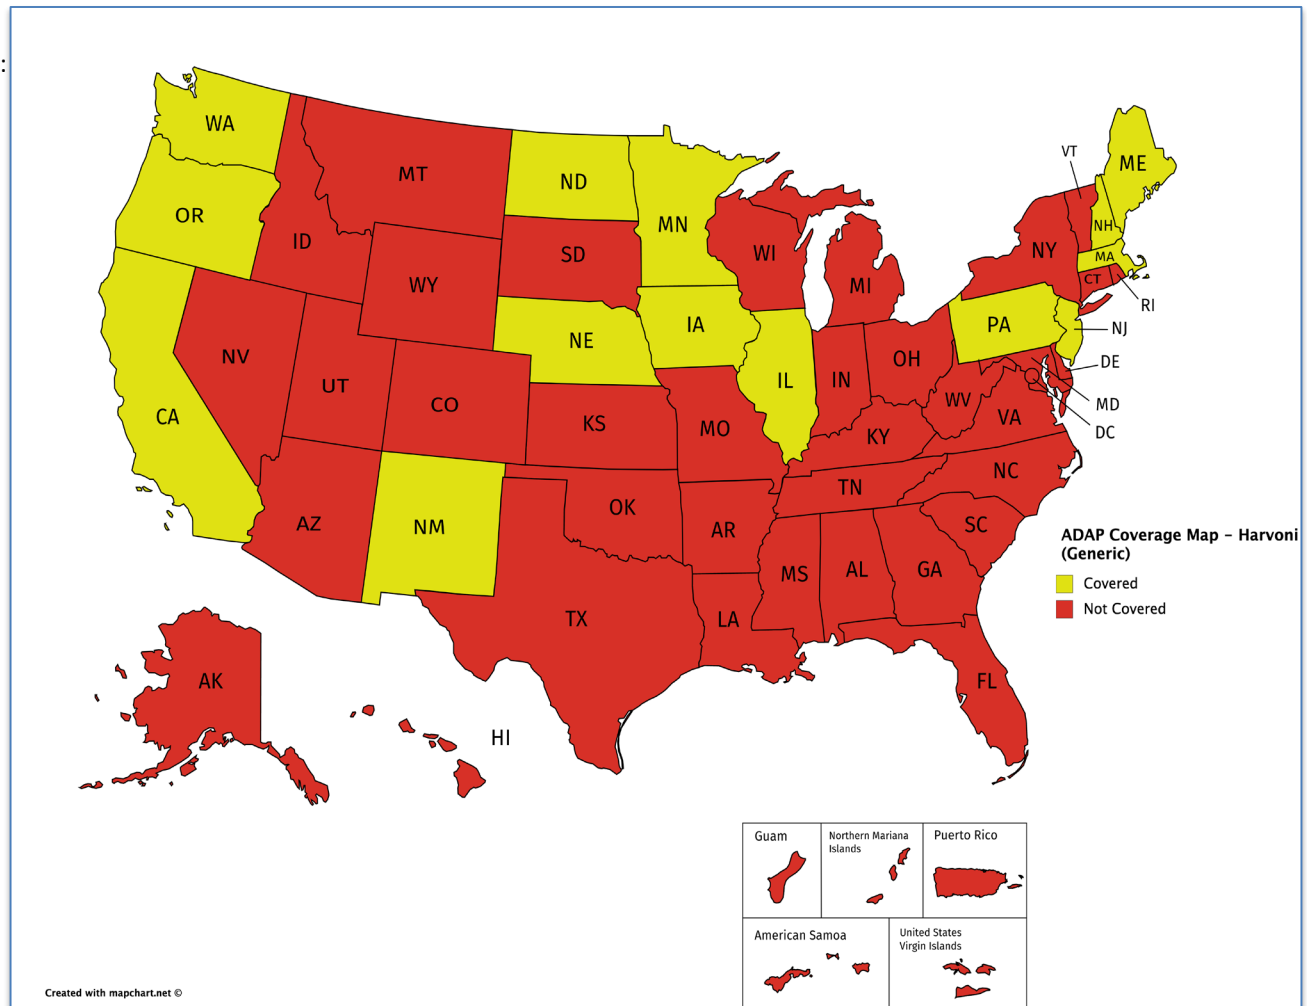 :
WA
MT
ND
MN
VT
ME
OR
ID
SD
WI
NY
NH
MA
WY
MI
CT
RI
NE
IA
PA
NJ
NV
UT
CO
IL
IN
OH
DE
CA
KS
MO
WV
VA
MD
KY
DC
NC
TN
AZ
NM
OK
AR
SC
MS
AL
GA
ADAP Coverage Map – Harvoni
(Generic)
Covered
Not Covered
TX
LA
FL
AK
HI
Guam
Northern Mariana
Islands
Puerto Rico
American Samoa
United States
Virgin Islands
Created with mapchart.net ©